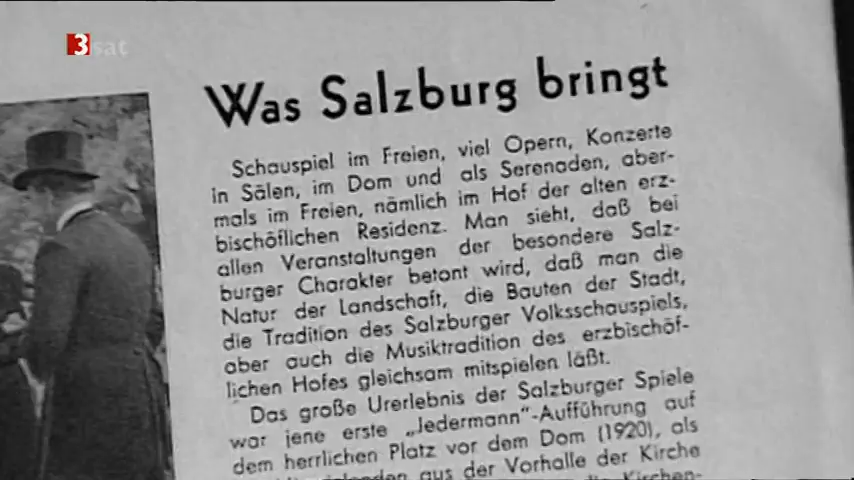 3sat
Was Salzburg bringt
Schauspiel im Freien, viel Opern, Konzerte
in Sälen, im Dom und als Serenaden, aber-
mals im Freien, nämlich im Hof der alten erz-
bischöflichen Residenz. Man sieht, daß bei
allen Veranstaltungen der besondere Salz-
burger Charakter betont wird, daß man die
Natur der Landschaft, die Bauten der Stadt,
die Tradition des Salzburger Volksschauspiels,
aber auch die Musiktradition des erzbischöf-
lichen Hofes gleichsam mitspielen läßt.
Das große Urerlebnis der Salzburger Spiele
war jene erste „Jedermann"-Aufführung auf
dem herrlichen Platz vor dem Dom (1920), als
aus der Vorhalle der Kirche
Kirchen-